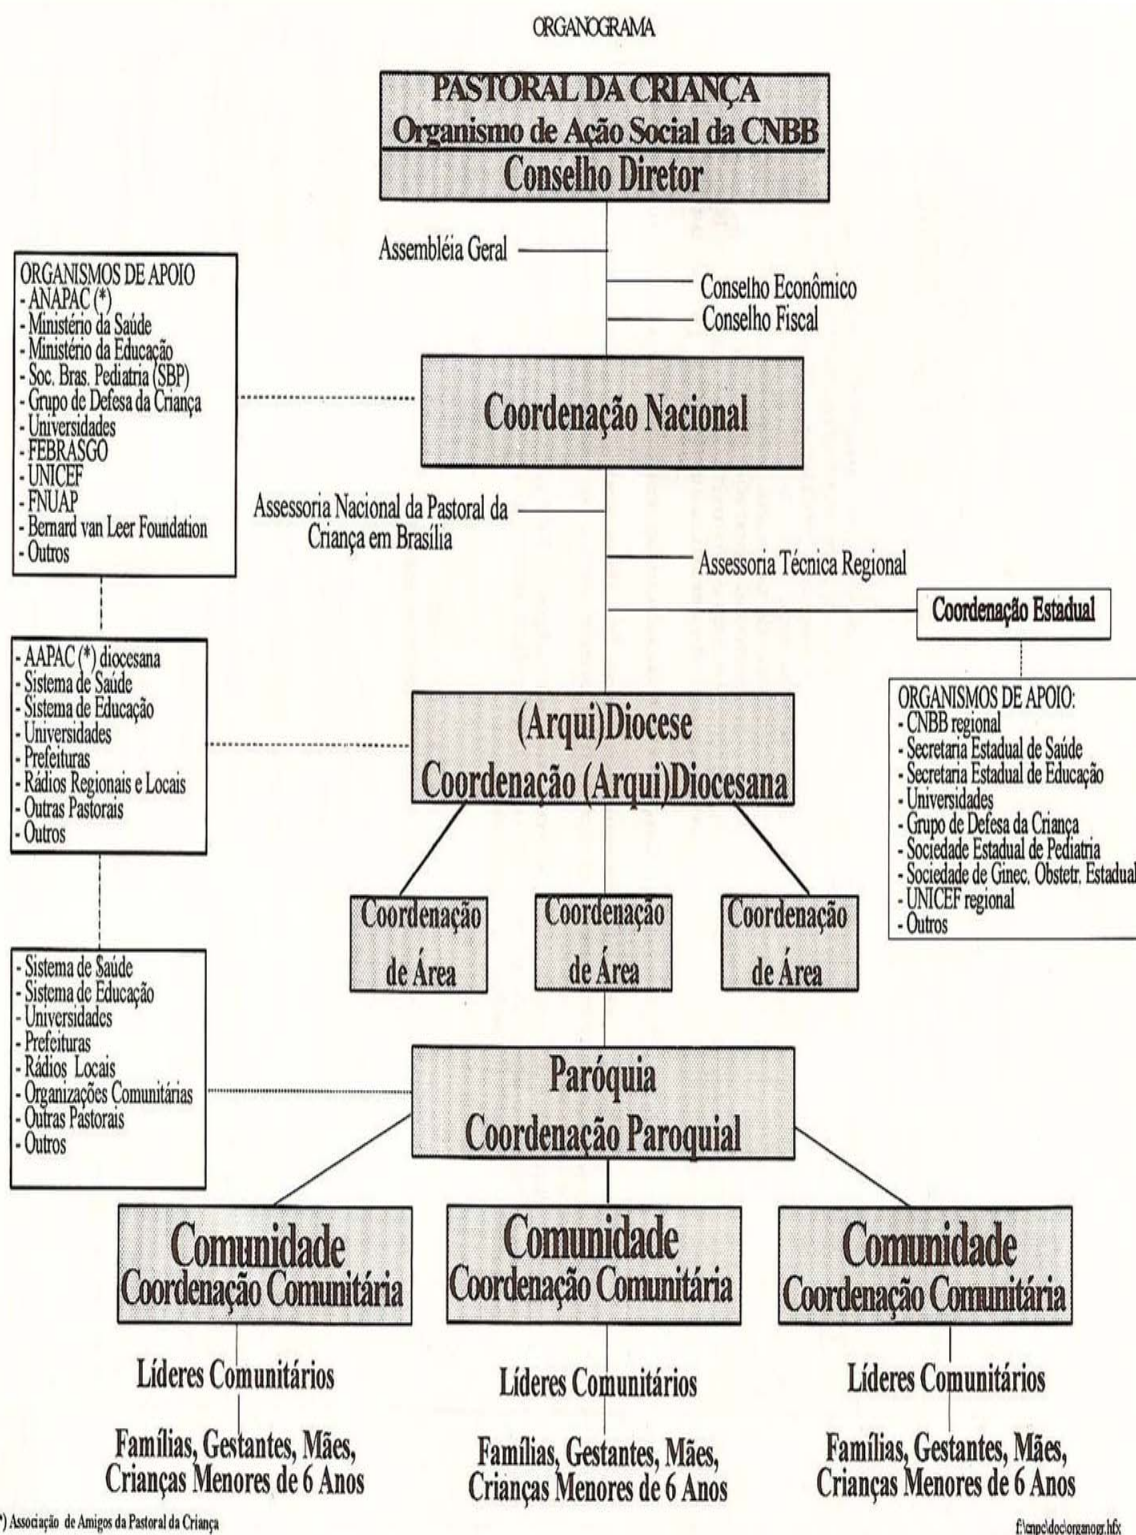 ORGANOGRAMA
PASTORAL DA CRIANÇA
Organismo de Ação Social da CNBB
Conselho Diretor
Assembléia Geral
Conselho Econômico
Conselho Fiscal
ORGANISMOS DE APOIO
- ANAPAC (*)
- Ministério da Saúde
- Ministério da Educação
- Soc. Bras. Pediatria (SBP)
- Grupo de Defesa da Criança
- Universidades
- FEBRASGO
- UNICEF
- FNUAP
- Bernard van Leer Foundation
- Outros
Coordenação Nacional
Assessoria Nacional da Pastoral da
Criança em Brasília
Assessoria Técnica Regional
Coordenação Estadual
- AAPAC (*) diocesana
- Sistema de Saúde
- Sistema de Educação
- Universidades
- Prefeituras
- Rádios Regionais e Locais
- Outras Pastorais
- Outros
(Arqui)Diocese
Coordenação (Arqui)Diocesana
ORGANISMOS DE APOIO:
- CNBB regional
- Secretaria Estadual de Saúde
- Secretaria Estadual de Educação
- Universidades
- Grupo de Defesa da Criança
- Sociedade Estadual de Pediatria
- Sociedade de Ginec. Obstetr. Estadual
- UNICEF regional
- Outros
Coordenação
de Área
Coordenação
de Área
Coordenação
de Área
- Sistema de Saúde
- Sistema de Educação
- Universidades
- Prefeituras
- Rádios Locais
- Organizações Comunitárias
- Outras Pastorais
- Outros
Paróquia
Coordenação Paroquial
Comunidade
Coordenação Comunitária
Comunidade
Coordenação Comunitária
Comunidade
Coordenação Comunitária
Líderes Comunitários
Líderes Comunitários
Líderes Comunitários
Famílias, Gestantes, Mães,
Crianças Menores de 6 Anos
Famílias, Gestantes, Mães,
Crianças Menores de 6 Anos
Famílias, Gestantes, Mães,
Crianças Menores de 6 Anos
*) Associação de Amigos da Pastoral da Criança
f:\cnpc\doc\organogr.hfx